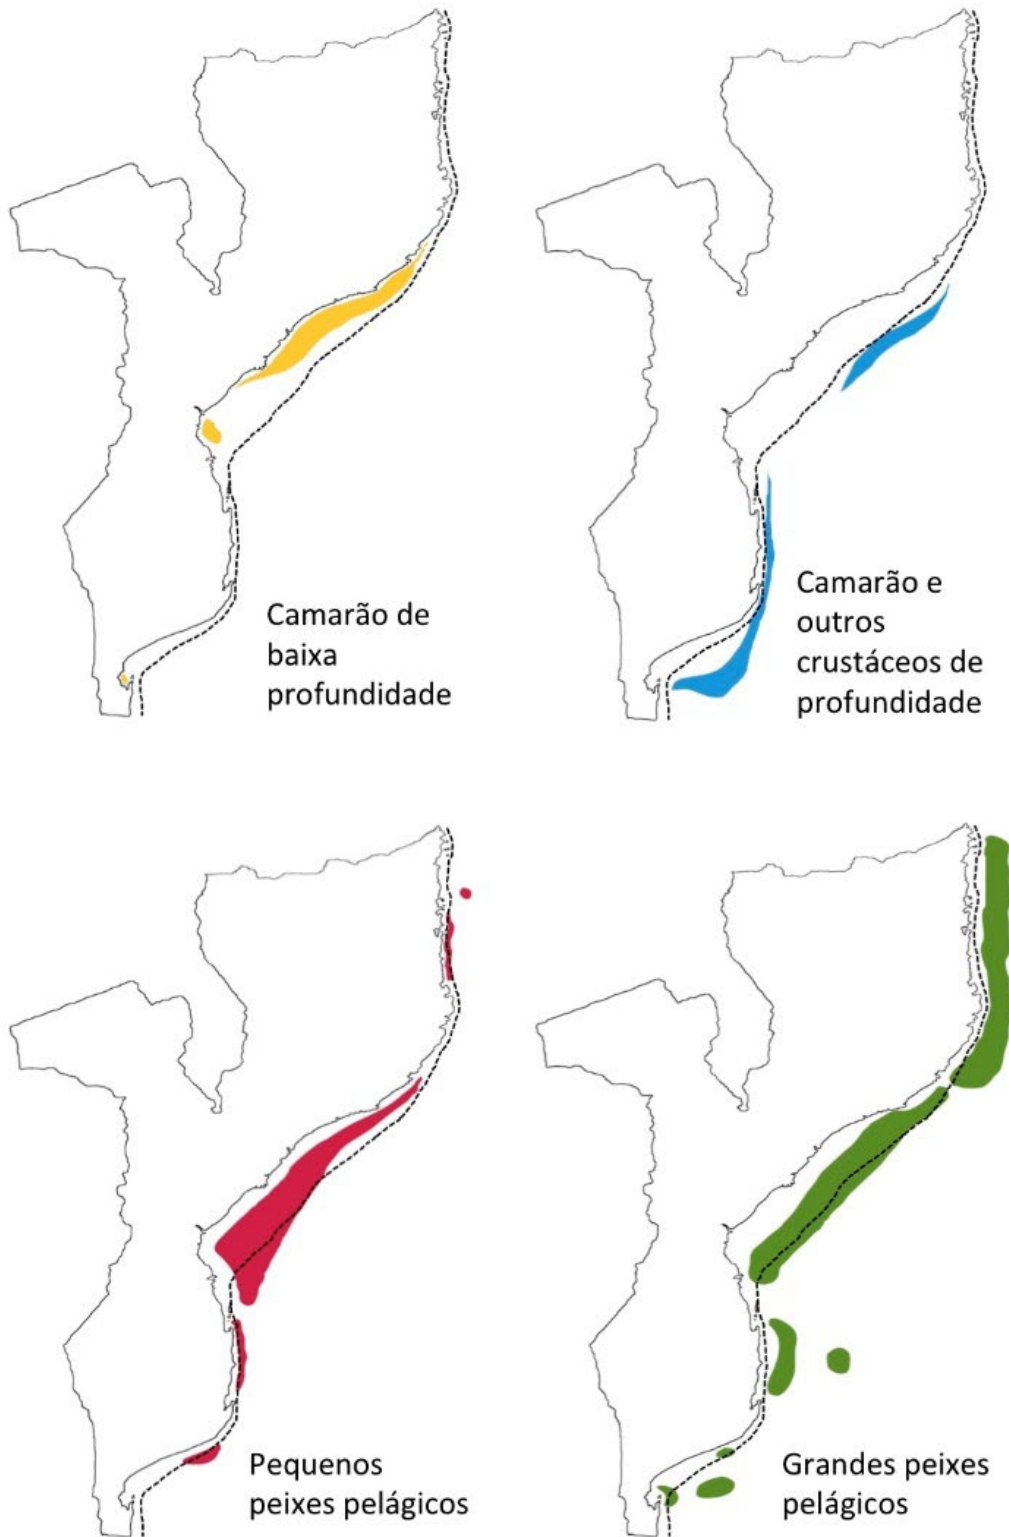 Camarão de
baixa
profundidade
Camarão e
outros
crustáceos de
profundidade
Pequenos
peixes pelágicos
Grandes peixes
pelágicos